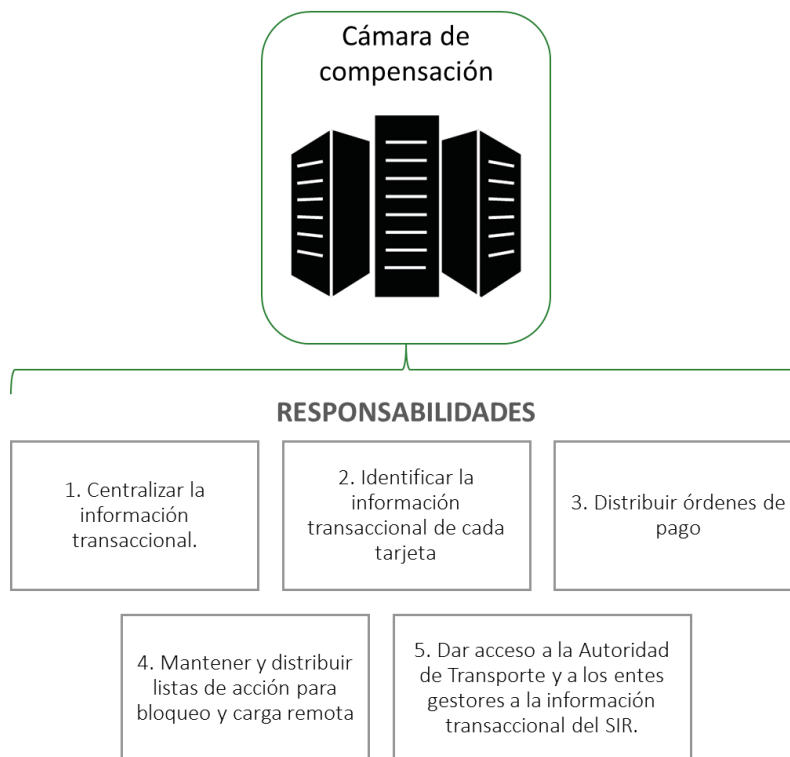 Cámara de
compensación
RESPONSABILIDADES
1. Centralizar la
información
transaccional.
2. Identificar la
información
transaccional de cada
tarjeta
3. Distribuir órdenes de
pago
4. Mantener y distribuir
listas de acción para
bloqueo y carga remota
5. Dar acceso a la Autoridad
de Transporte y a los entes
gestores a la información
transaccional del SIR.